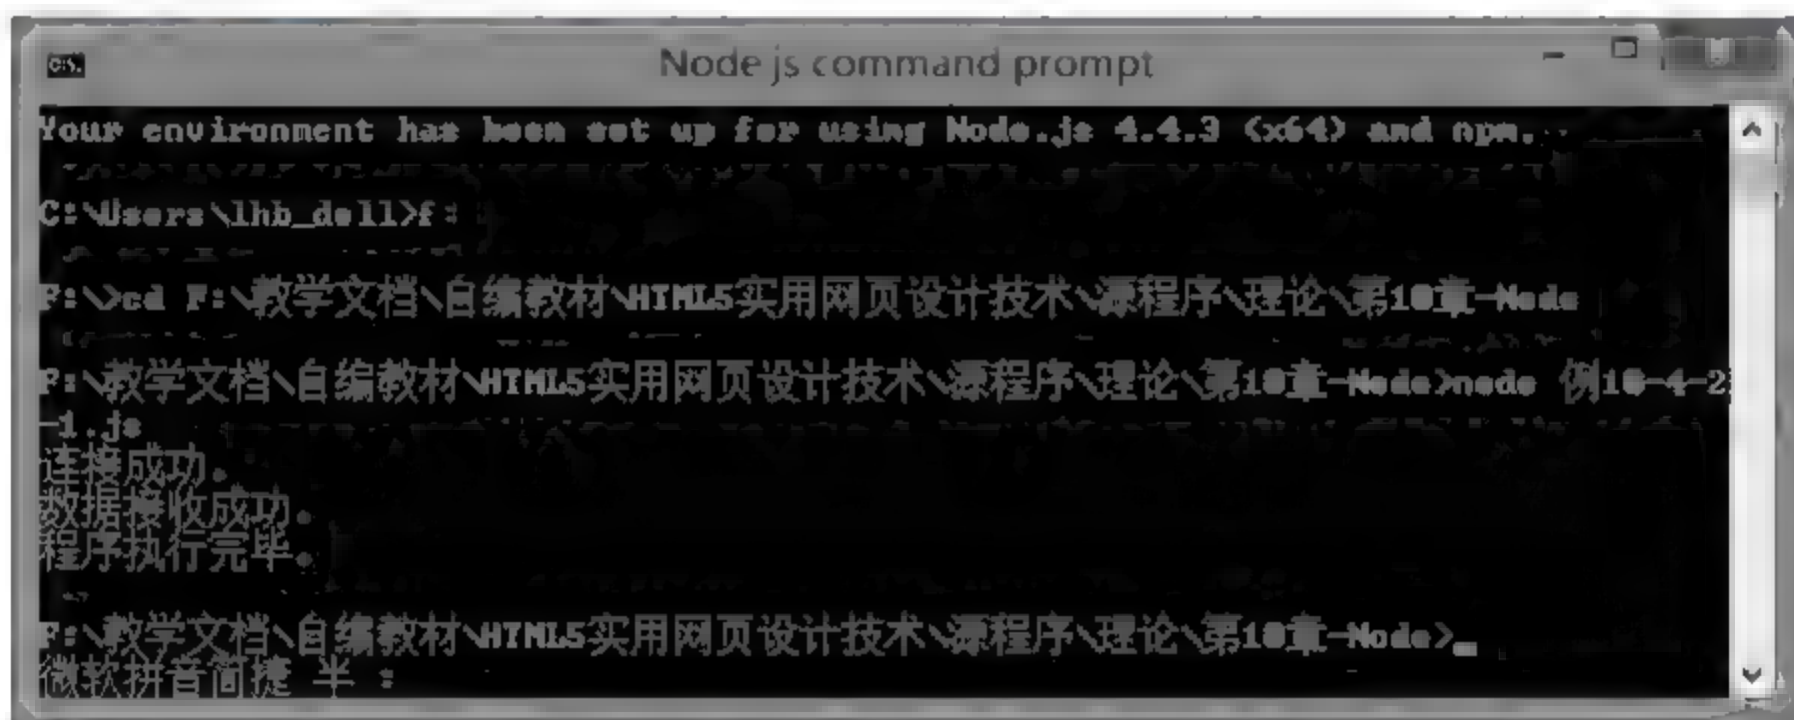 Node js command prompt
Your environment has been set up for using Node.js 4.4.3 (x64) and npm.
C:\Users\lhb_dell>f:
F:\>cd F:\教学文档\自编教材\HTML5实用网页设计技术\源程序\理论\第10章-Node
F:\教学文档\自编教材\HTML5实用网页设计技术\源程序\理论\第10章-Node>node 例10-4-2
-1.js
连接成功.
数据接收成功.
程序执行完毕.
F:\教学文档\自编教材\HTML5实用网页设计技术\源程序\理论\第10章-Node>_
微软拼音简捷 半 :